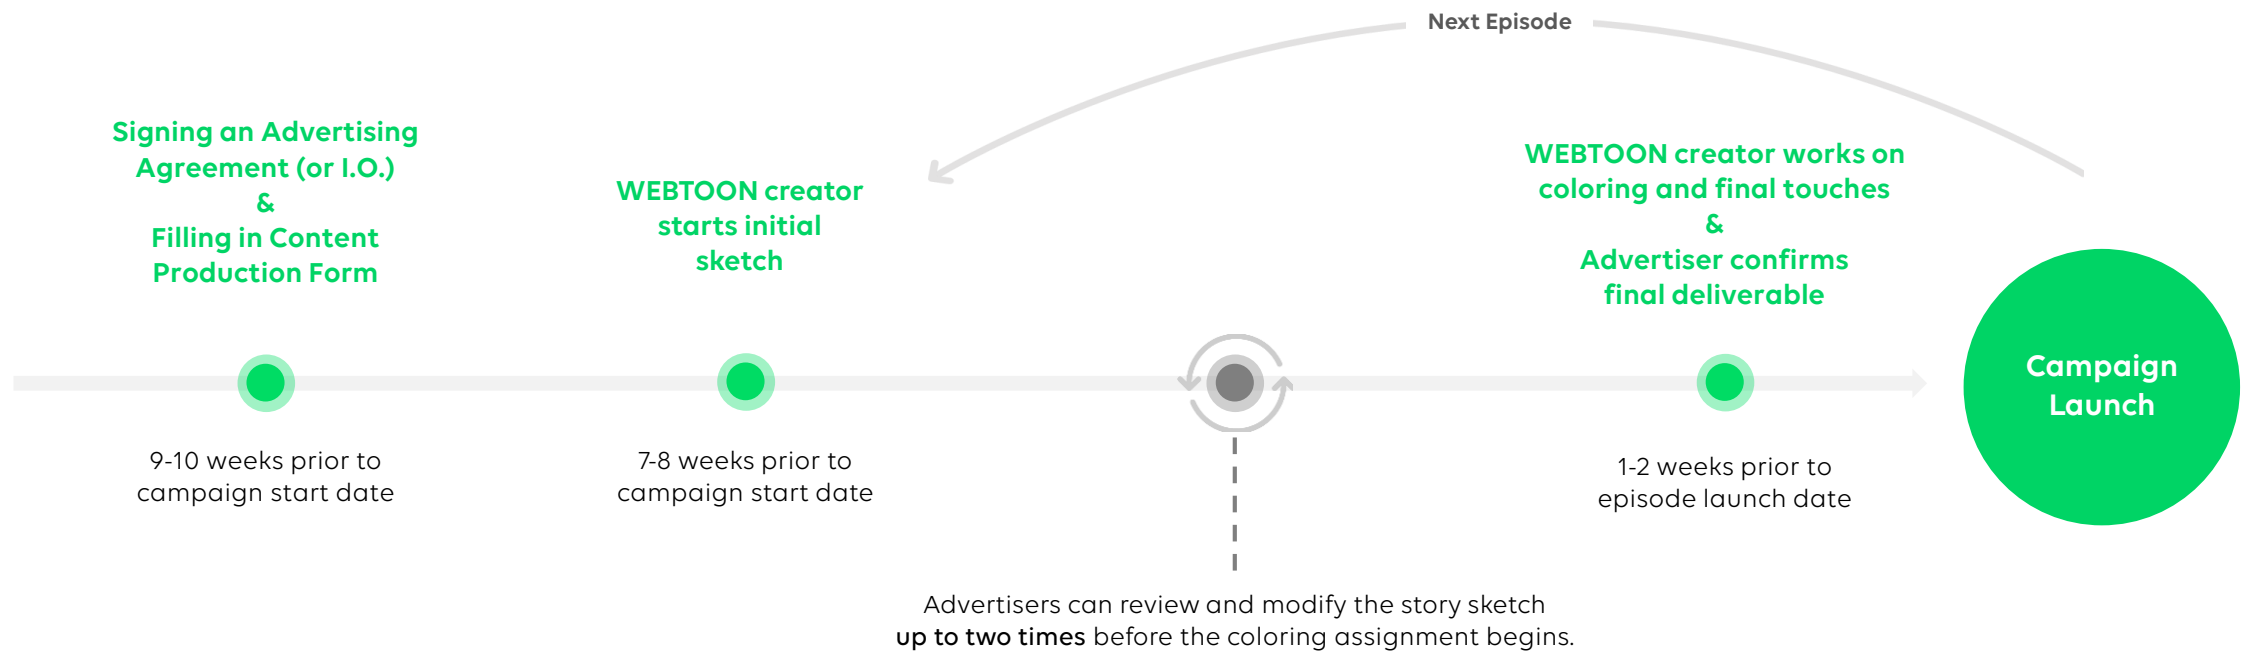 Next Episode
Signing an Advertising
Agreement (or I.O.)
&
Filling in Content
Production Form
WEBTOON creator
starts initial
sketch
WEBTOON creator works on
coloring and final touches
&
Advertiser confirms
final deliverable
Campaign
Launch
9-10 weeks prior to
campaign start date
7-8 weeks prior to
campaign start date
1-2 weeks prior to
episode launch date
Advertisers can review and modify the story sketch
up to two times before the coloring assignment begins.